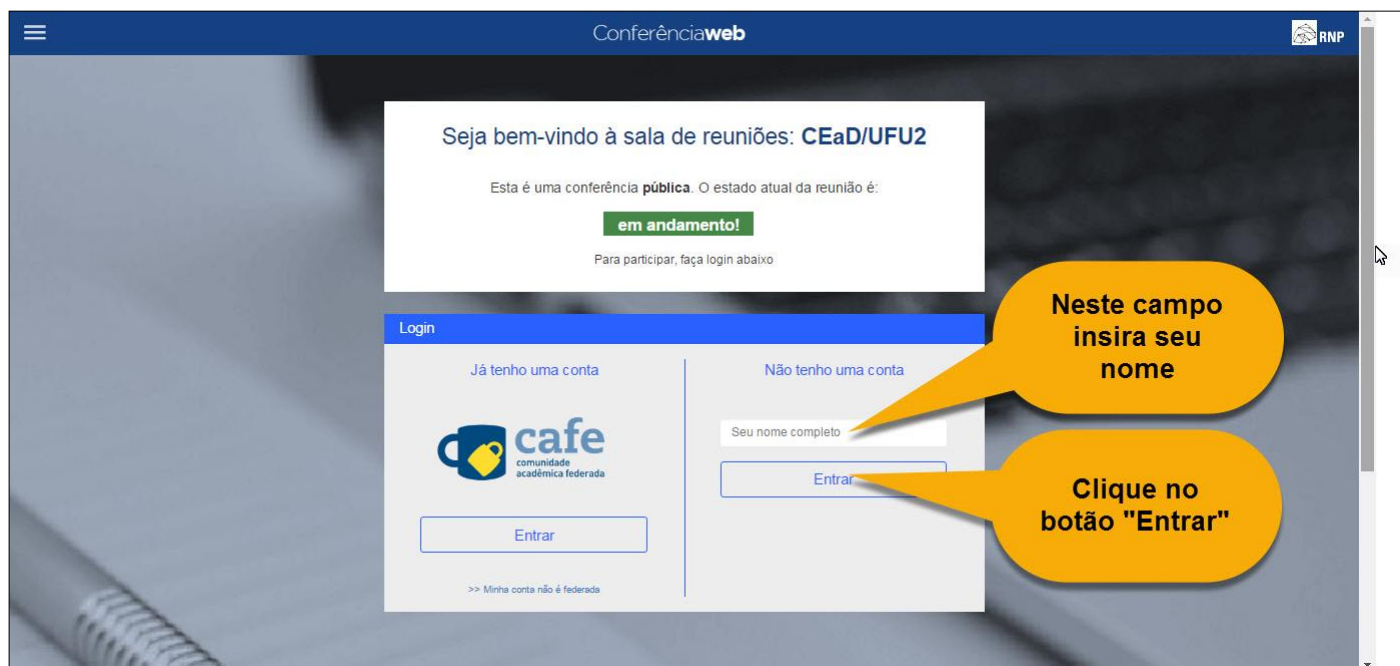 Conferênciaweb
RNP
Seja bem-vindo à sala de reuniões: CEaD/UFU2
Esta é uma conferência pública. O estado atual da reunião é:
em andamento!
Para participar, faça login abaixo
Login
Já tenho uma conta
cafe
comunidade
acadêmica federada
Entrar
>> Minha conta não é federada
Não tenho uma conta
Seu nome completo
Entrar
Neste campo
insira seu
nome
Clique no
botão "Entrar"